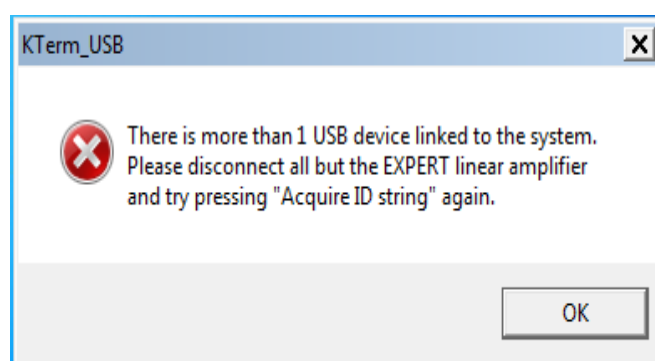 KTerm_USB
There is more than 1 USB device linked to the system.
Please disconnect all but the EXPERT linear amplifier
and try pressing "Acquire ID string" again.
OK